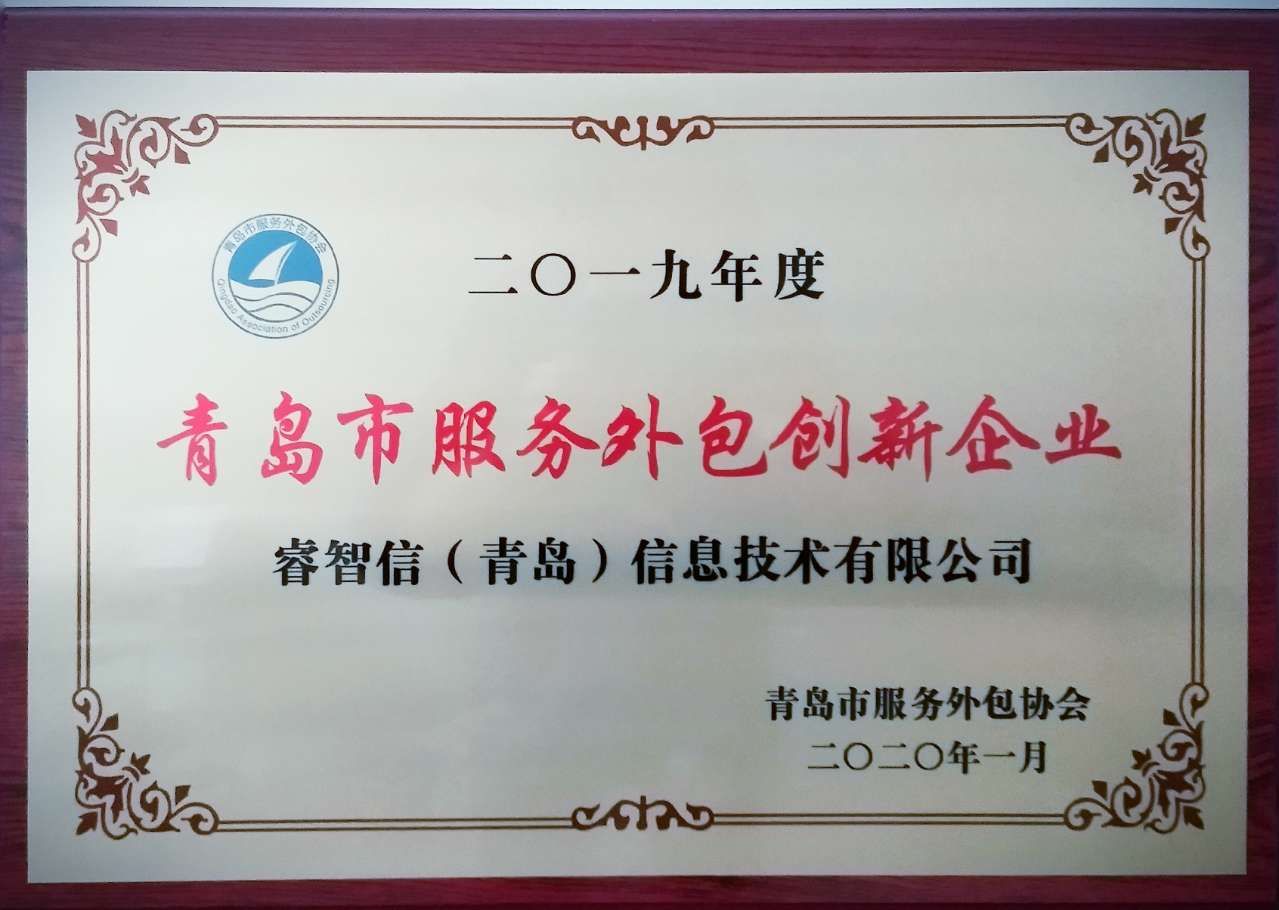 青岛市服务外包协会
Qingdao Association of Outsourcing
二〇一九年度
青岛市服务外包创新企业
睿智信（青岛）信息技术有限公司
青岛市服务外包协会
二〇二〇年一月